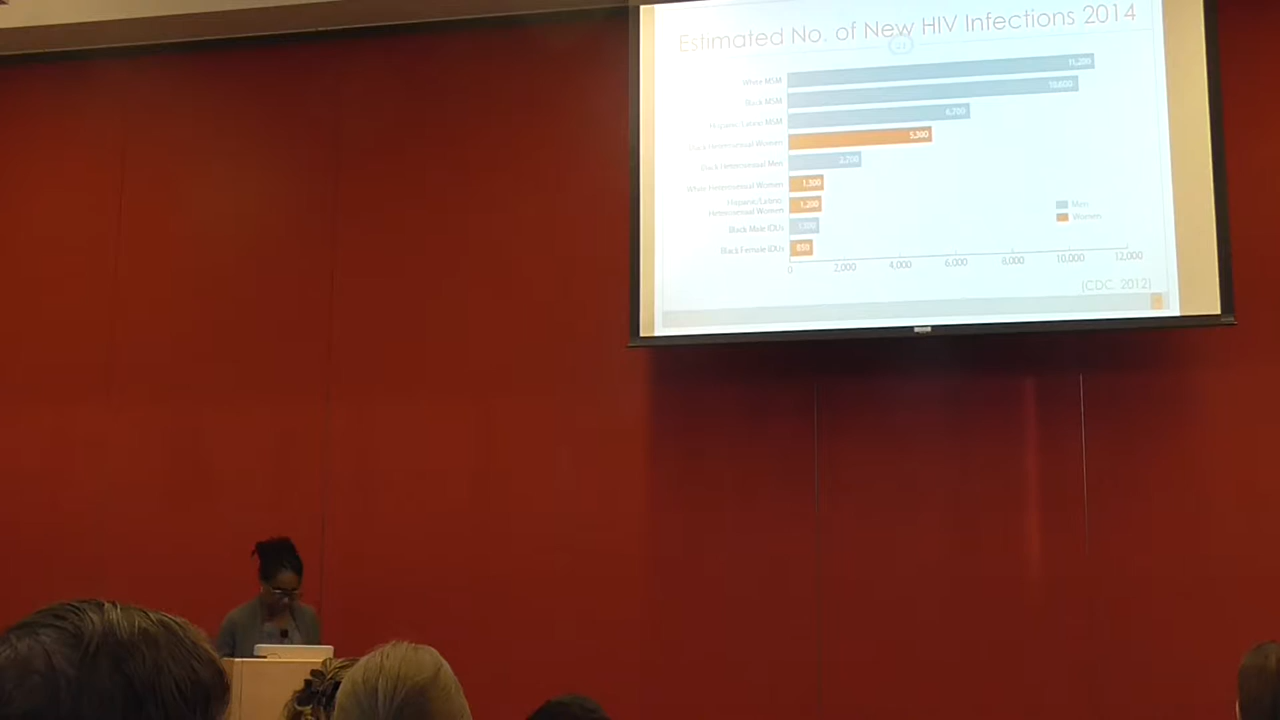 Estimated No. of New HIV Infections 2014
White MSM 11,200
Black MSM 10,600
Hispanic/Latino MSM 6,700
Black Heterosexual Women 5,300
Black Heterosexual Men 2,700
White Heterosexual Women 1,300
Hispanic/Latino
Heterosexual Women 1,200
Black Male IDUs
Black Female IDUs 850
Men
Women
0 2,000 4,000 6,000 8,000 10,000 12,000
(CDC, 2012)